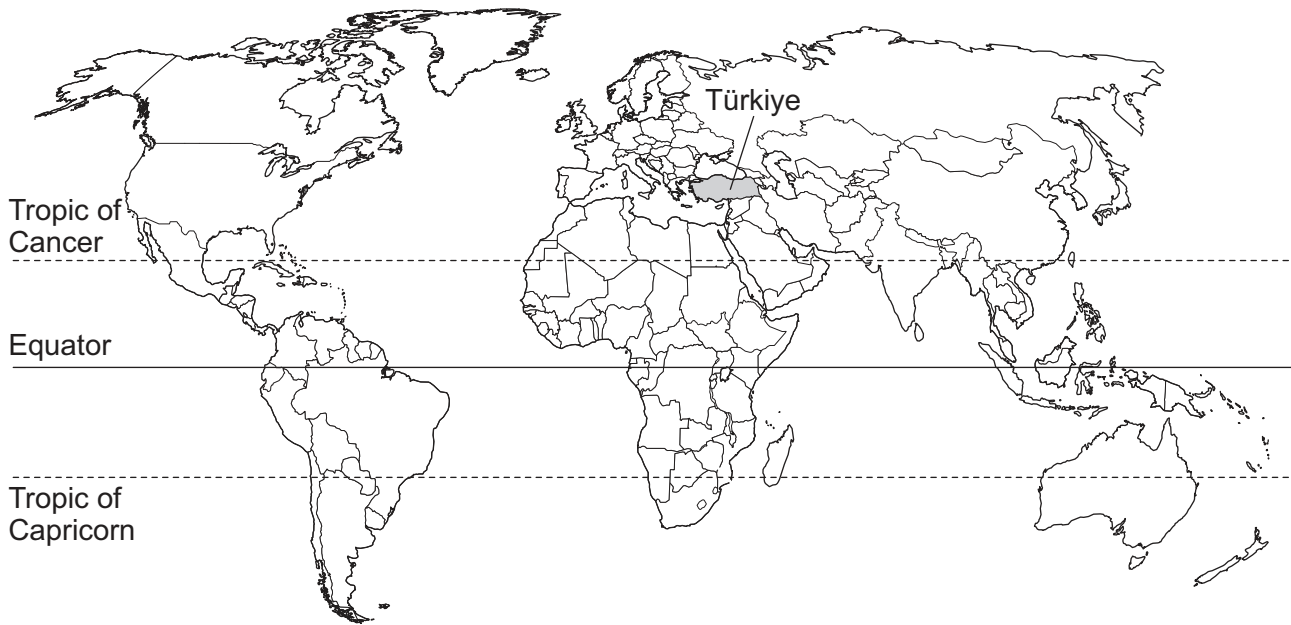 Türkiye
Tropic of
Cancer
Equator
Tropic of
Capricorn